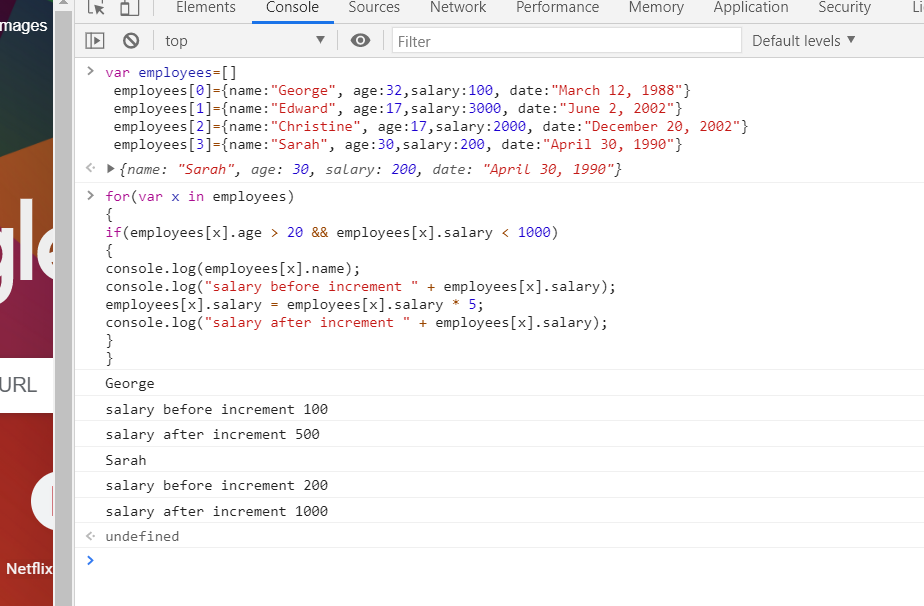 Elements Console Sources Network Performance Memory Application Security
top Filter Default levels
var employees=[]
employees[0]={name:"George", age:32,salary:100, date:"March 12, 1988"}
employees[1]={name:"Edward", age:17,salary:3000, date:"June 2, 2002"}
employees[2]={name:"Christine", age:17,salary:2000, date:"December 20, 2002"}
employees[3]={name:"Sarah", age:30,salary:200, date:"April 30, 1990"}
{name: "Sarah", age: 30, salary: 200, date: "April 30, 1990"}
for(var x in employees)
{
if(employees[x].age > 20 && employees[x].salary < 1000)
{
console.log(employees[x].name);
console.log("salary before increment " + employees[x].salary);
employees[x].salary = employees[x].salary * 5;
console.log("salary after increment " + employees[x].salary);
}
}
George
salary before increment 100
salary after increment 500
Sarah
salary before increment 200
salary after increment 1000
undefined
mages
gle
URL
Netflix